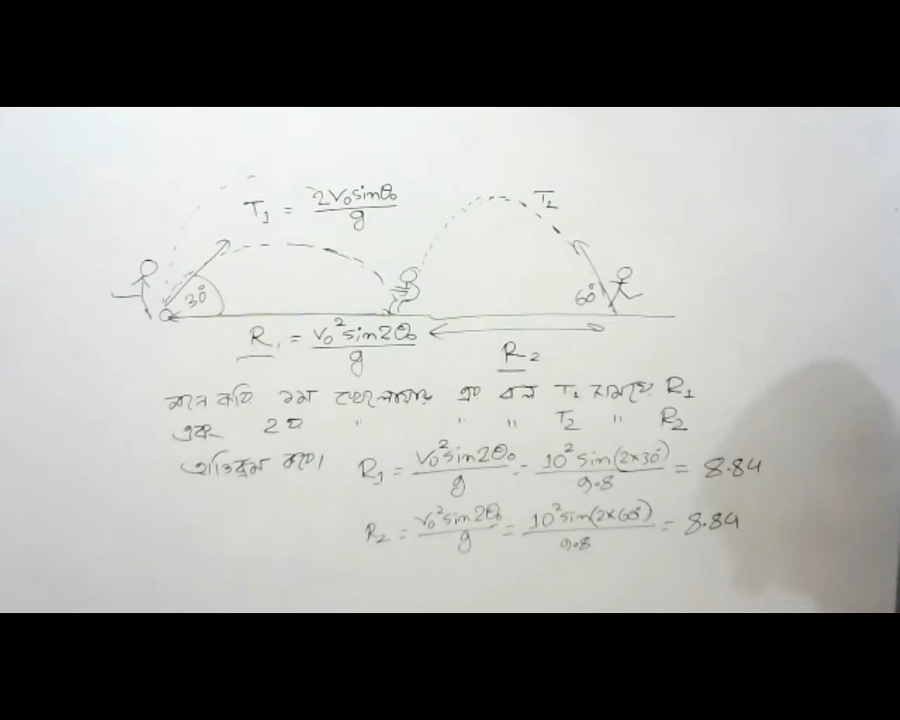 T₁ = 2V₀sinθ₀/g
T₂
30°
60°
R₁ = V₀²sin2θ₀/g
R₂
মনে করি ১ম খেলোয়াড় এর বল T₁ সময়ে R₁
এবং ২য় " " " T₂ " R₂
অতিক্রম করে।
R₁ = V₀²sin2θ₀/g = 10²sin(2×30°)/9.8 = 8.84
R₂ = V₀²sin2θ₀/g = 10²sin(2×60°)/9.8 = 8.84